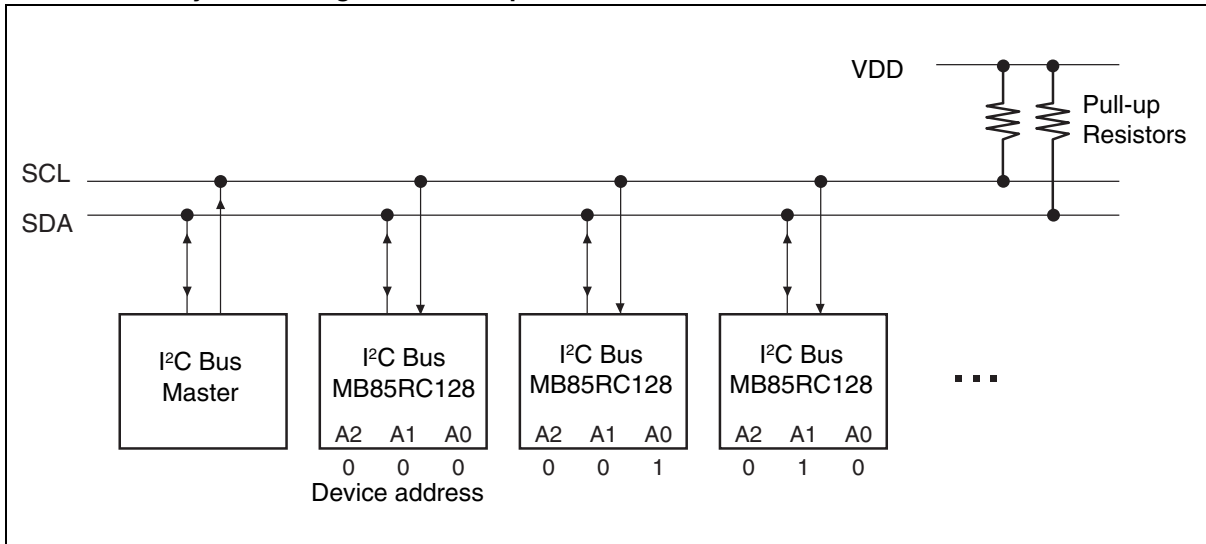 VDD
Pull-up
Resistors
SCL
SDA
I²C Bus
Master
I²C Bus
MB85RC128
A2 A1 A0
0 0 0
Device address
I²C Bus
MB85RC128
A2 A1 A0
0 0 1
I²C Bus
MB85RC128
A2 A1 A0
0 1 0
...